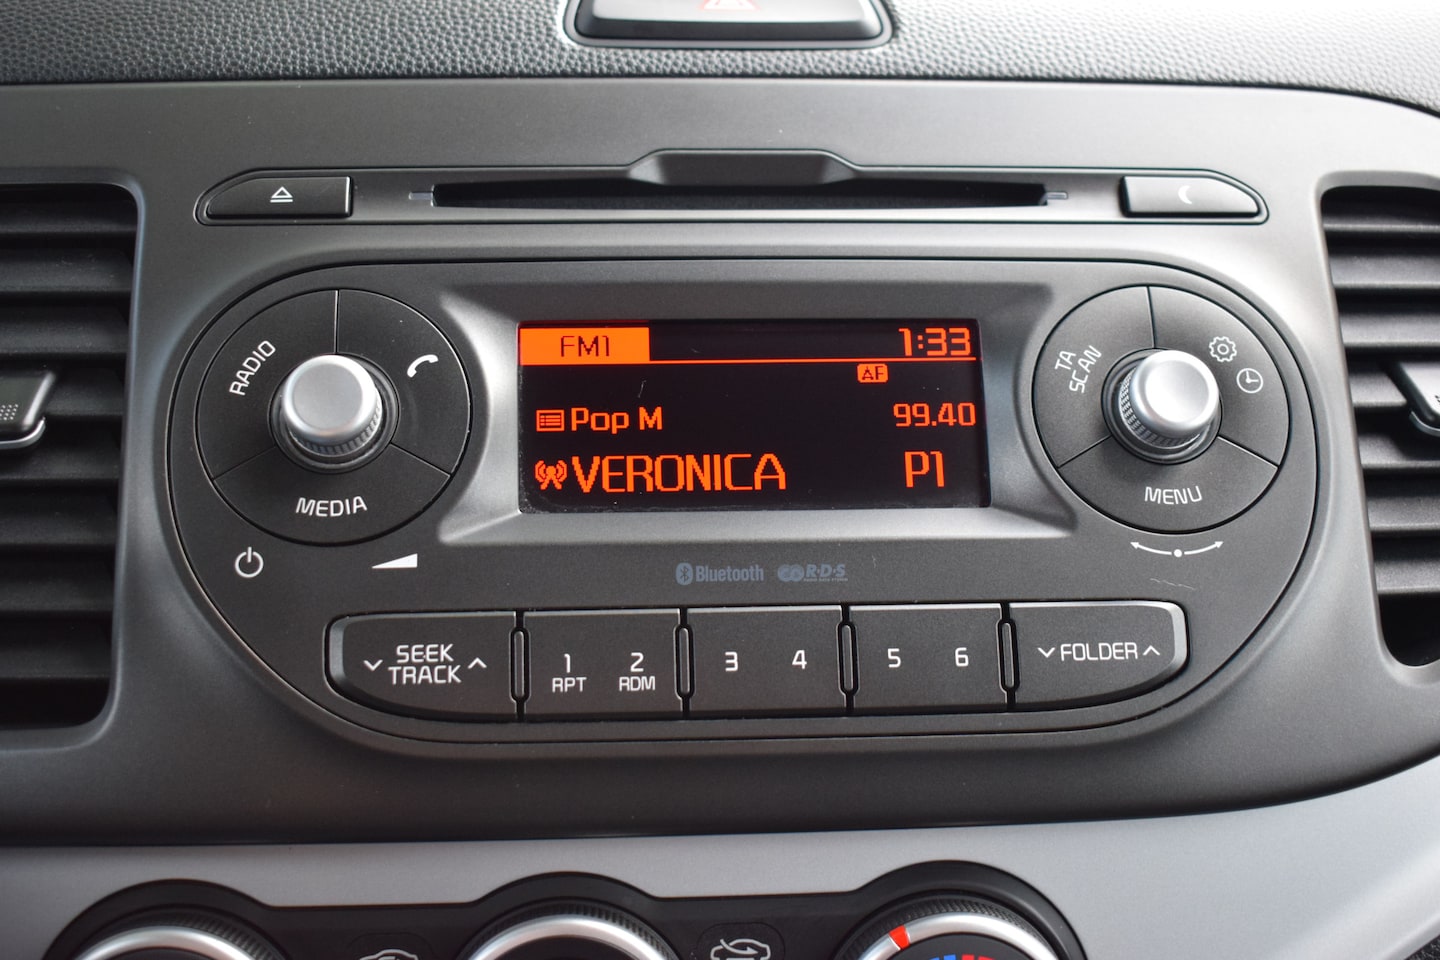 FM1 1:33
AF
Pop M 99.40
VERONICA P1
RADIO
MEDIA
TA
SCAN
MENU
Bluetooth R·D·S
SEEK
TRACK
1 2 3 4 5 6
RPT RDM
FOLDER